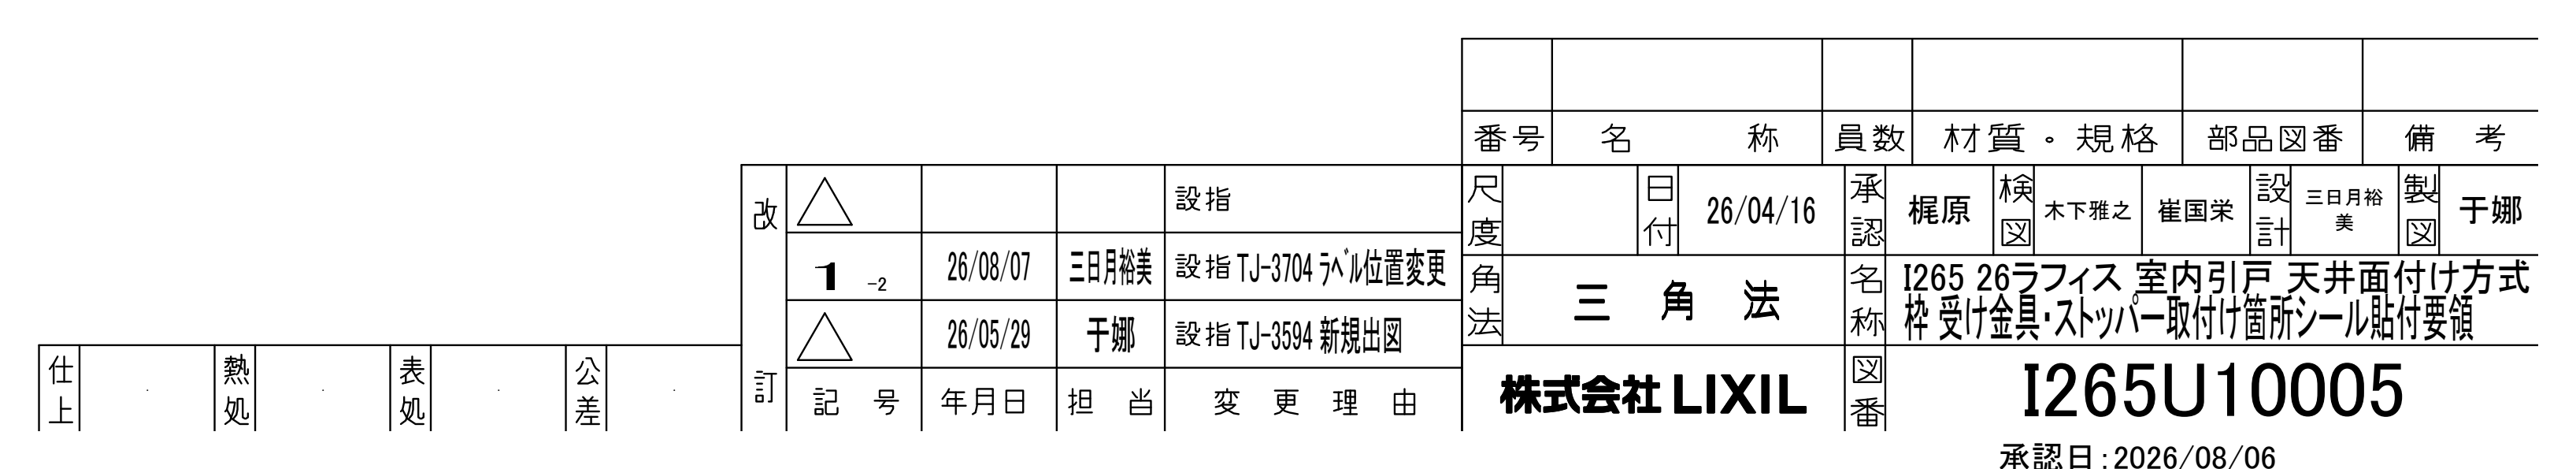 番号 名称 員数 材質・規格 部品図番 備考
尺度 日付 26/04/16 承認 梶原 検図 木下雅之 崔国栄 設計 三日月裕美 製図 于娜
角法 三角法 名称 I265 26ラフィス 室内引戸 天井面付け方式
枠 受け金具・ストッパー取付け箇所シール貼付要領
株式会社 LIXIL 図番 I265U10005
改訂
設指
1 -2 26/08/07 三日月裕美 設指 TJ-3704 ラベル位置変更
26/05/29 于娜 設指 TJ-3594 新規出図
記号 年月日 担当 変更理由
仕上 熱処 表処 公差
承認日:2026/08/06